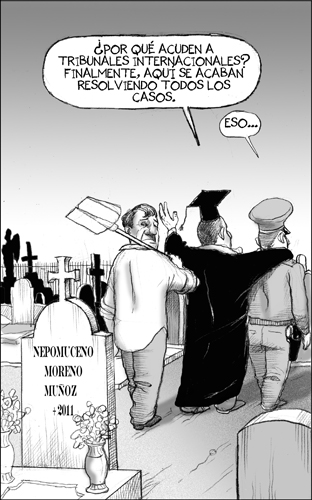 ¿POR QUÉ ACUDEN A
TRIBUNALES INTERNACIONALES?
FINALMENTE, AQUÍ SE ACABAN
RESOLVIENDO TODOS LOS
CASOS.
ESO...
NEPOMUCENO
MORENO
MUÑOZ
+2011